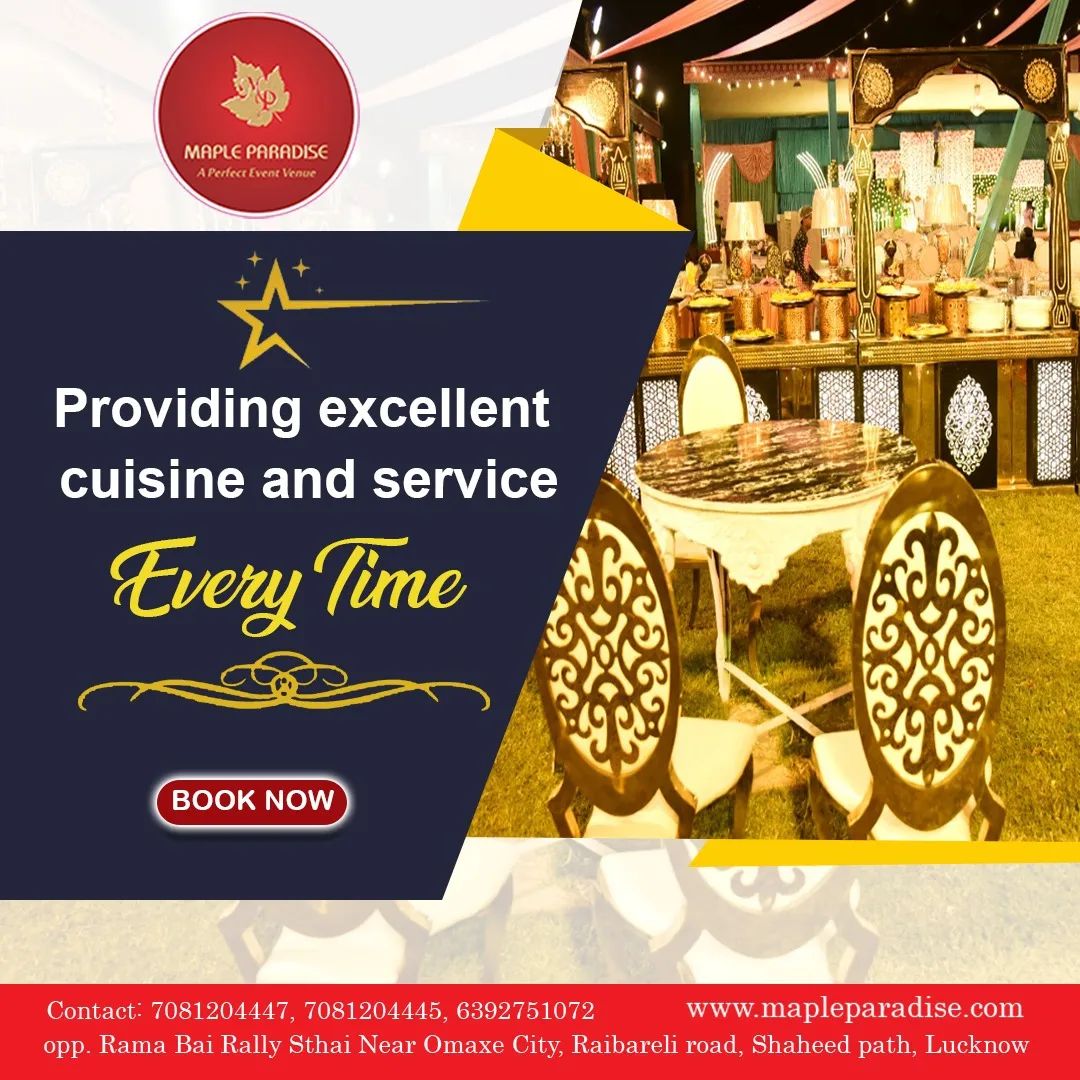 MP
MAPLE PARADISE
A Perfect Event Venue
Providing excellent
cuisine and service
Every Time
BOOK NOW
Contact: 7081204447, 7081204445, 6392751072
www.mapleparadise.com
opp. Rama Bai Rally Sthai Near Omaxe City, Raibareli road, Shaheed path, Lucknow